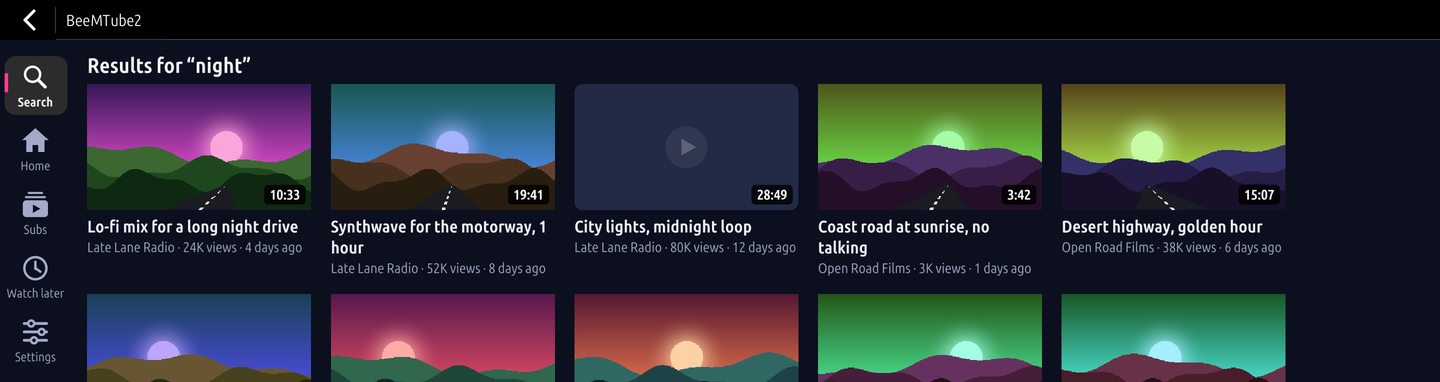 BeeMTube2
Search
Home
Subs
Watch later
Settings
Results for “night”
10:33
Lo-fi mix for a long night drive
Late Lane Radio · 24K views · 4 days ago
19:41
Synthwave for the motorway, 1
hour
Late Lane Radio · 52K views · 8 days ago
28:49
City lights, midnight loop
Late Lane Radio · 80K views · 12 days ago
3:42
Coast road at sunrise, no
talking
Open Road Films · 3K views · 1 days ago
15:07
Desert highway, golden hour
Open Road Films · 38K views · 6 days ago